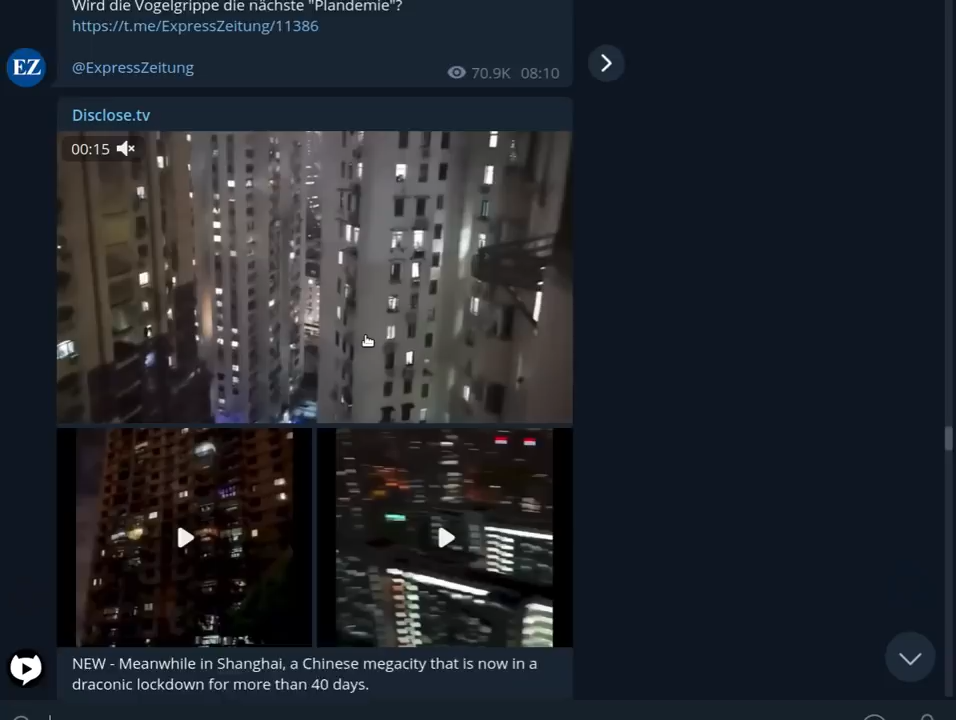 Wird die Vogelgrippe die nächste "Plandemie"?
https://t.me/ExpressZeitung/11386
EZ
@ExpressZeitung
70.9K 08:10
Disclose.tv
00:15
NEW - Meanwhile in Shanghai, a Chinese megacity that is now in a
draconic lockdown for more than 40 days.